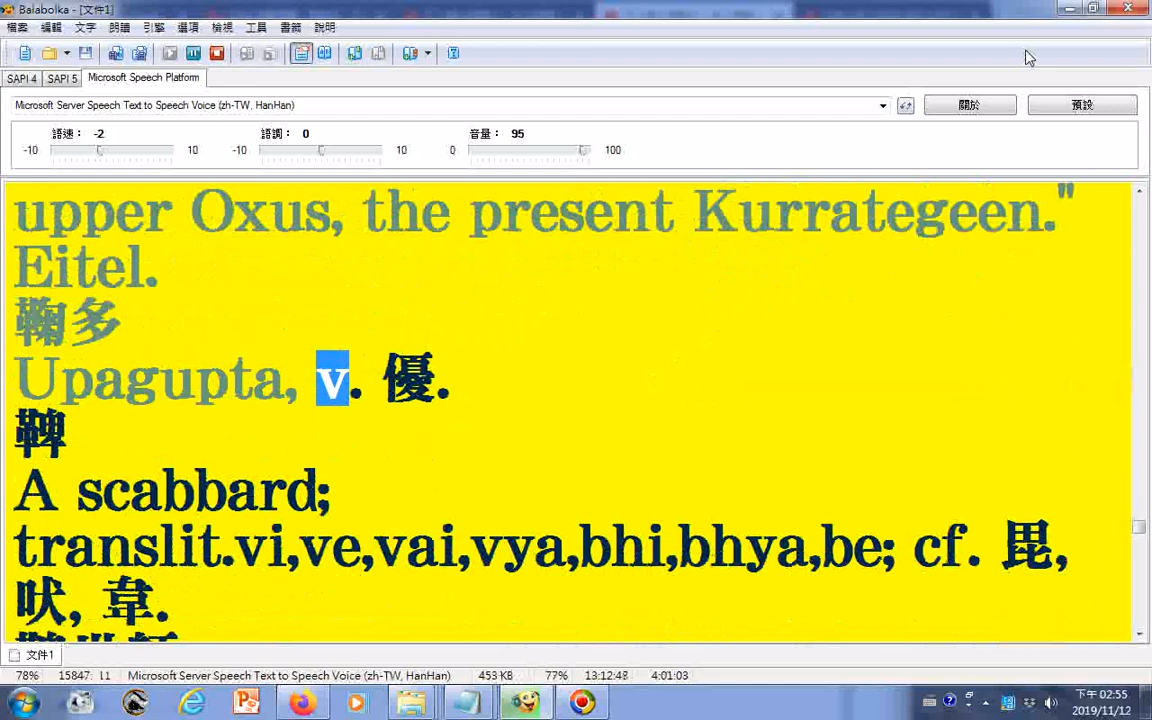 Balabolka - [文件1]
檔案 編輯 文字 朗讀 引擎 選項 檢視 工具 書籤 說明
SAPI 4 SAPI 5 Microsoft Speech Platform
Microsoft Server Speech Text to Speech Voice (zh-TW, HanHan) 關於 預設
語速： -2 語調： 0 音量： 95
-10 10 -10 10 0 100
upper Oxus, the present Kurrategeen."
Eitel.
鞠多
Upagupta, v. 優.
鞞
A scabbard;
translit.vi,ve,vai,vya,bhi,bhya,be; cf. 毘,
吠, 韋.
文件1
78% 15847: 11 Microsoft Server Speech Text to Speech Voice (zh-TW, HanHan) 453 KB 77% 13:12:48 4:01:03
下午 02:55
2019/11/12